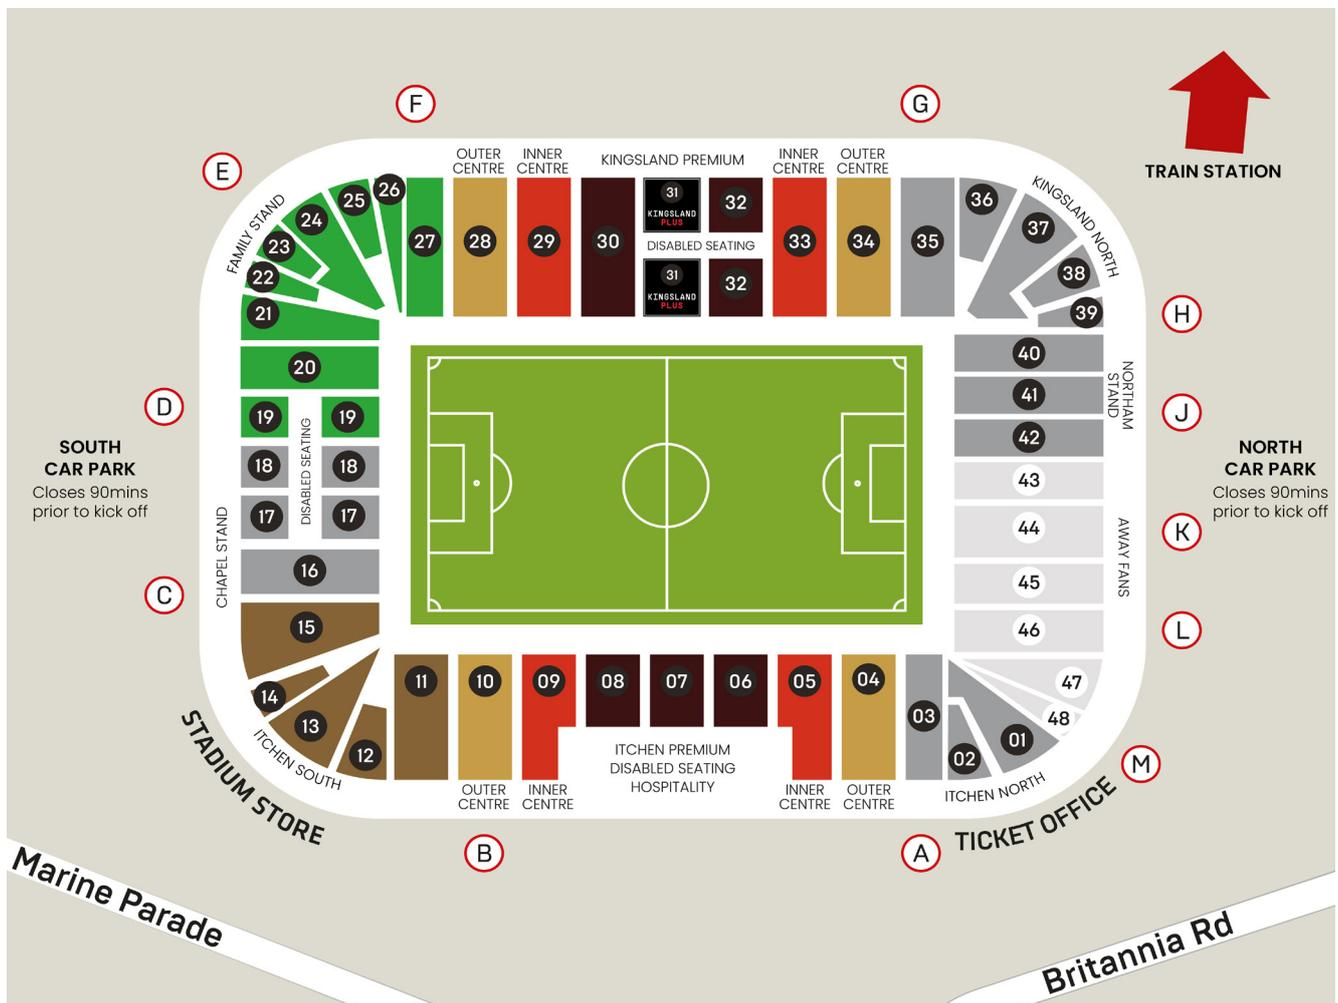 F
G
TRAIN STATION
E
OUTER
CENTRE
INNER
CENTRE
KINGSLAND PREMIUM
INNER
CENTRE
OUTER
CENTRE
FAMILY STAND
KINGSLAND NORTH
22
23
24
25
26
27
28
29
30
31
KINGSLAND
PLUS
32
DISABLED SEATING
31
KINGSLAND
PLUS
32
33
34
35
36
37
38
39
H
21
20
19
19
18
18
17
17
16
15
DISABLED SEATING
CHAPEL STAND
D
SOUTH
CAR PARK
Closes 90mins
prior to kick off
C
40
41
42
43
44
45
46
47
48
NORTHAM
STAND
AWAY FANS
J
NORTH
CAR PARK
Closes 90mins
prior to kick off
K
L
14
13
12
11
10
09
08
07
06
05
04
03
02
01
ITCHEN SOUTH
ITCHEN PREMIUM
DISABLED SEATING
HOSPITALITY
OUTER
CENTRE
INNER
CENTRE
INNER
CENTRE
OUTER
CENTRE
ITCHEN NORTH
M
STADIUM STORE
TICKET OFFICE
B
A
Marine Parade
Britannia Rd